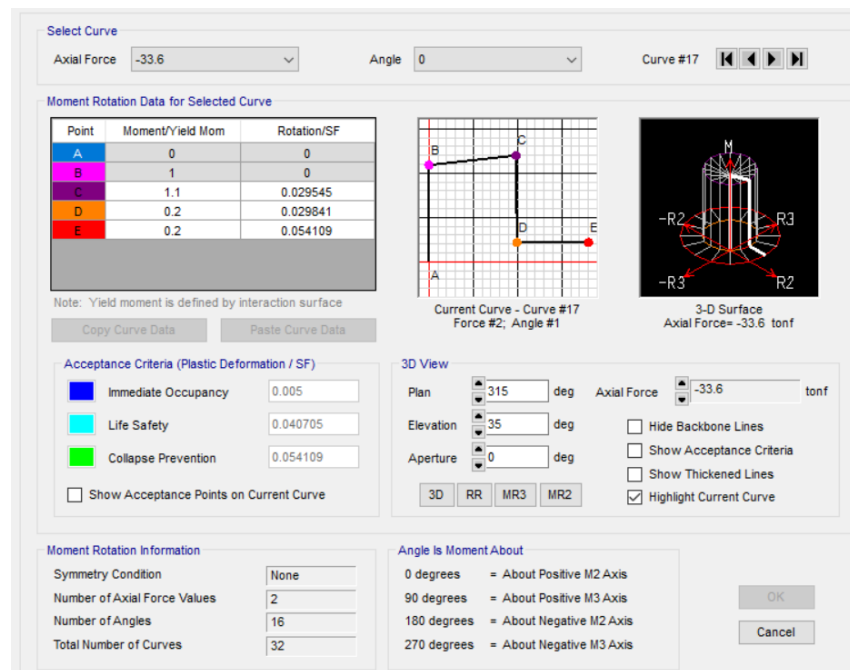 Select Curve
Axial Force -33.6 Angle 0 Curve #17
Moment Rotation Data for Selected Curve
Point Moment/Yield Mom Rotation/SF
A 0 0
B 1 0
C 1.1 0.029545
D 0.2 0.029841
E 0.2 0.054109
B C D E A
M -R2 R3 -R3 R2
Note: Yield moment is defined by interaction surface
Copy Curve Data Paste Curve Data
Current Curve - Curve #17
Force #2; Angle #1
3-D Surface
Axial Force= -33.6 tonf
Acceptance Criteria (Plastic Deformation / SF)
Immediate Occupancy 0.005
Life Safety 0.040705
Collapse Prevention 0.054109
Show Acceptance Points on Current Curve
3D View
Plan 315 deg Axial Force -33.6 tonf
Elevation 35 deg Hide Backbone Lines
Show Acceptance Criteria
Aperture 0 deg
Show Thickened Lines
3D RR MR3 MR2 Highlight Current Curve
Moment Rotation Information
Symmetry Condition None
Number of Axial Force Values 2
Number of Angles 16
Total Number of Curves 32
Angle Is Moment About
0 degrees = About Positive M2 Axis
90 degrees = About Positive M3 Axis
180 degrees = About Negative M2 Axis
270 degrees = About Negative M3 Axis
OK
Cancel